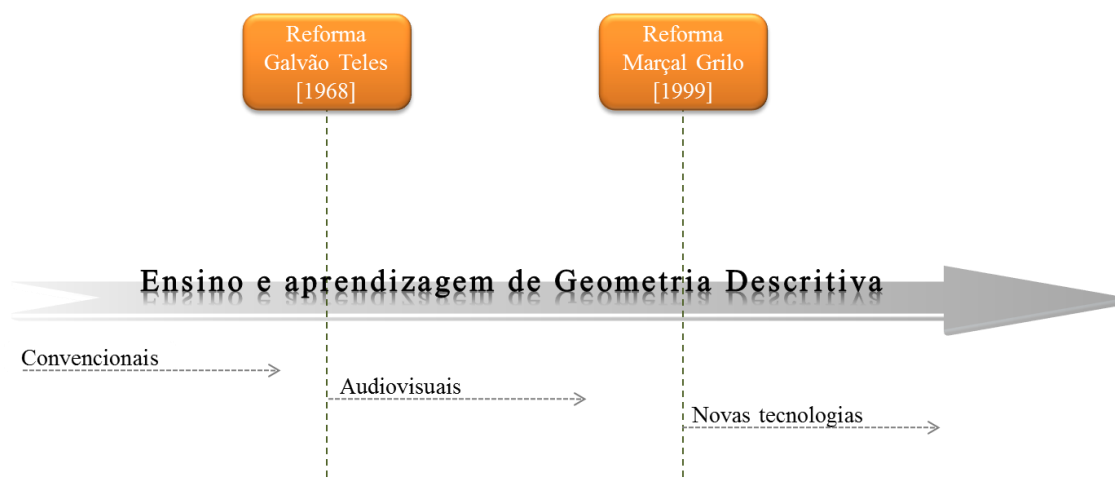 Reforma
Galvão Teles
[1968]
Reforma
Marçal Grilo
[1999]
Ensino e aprendizagem de Geometria Descritiva
Convencionais
Audiovisuais
Novas tecnologias